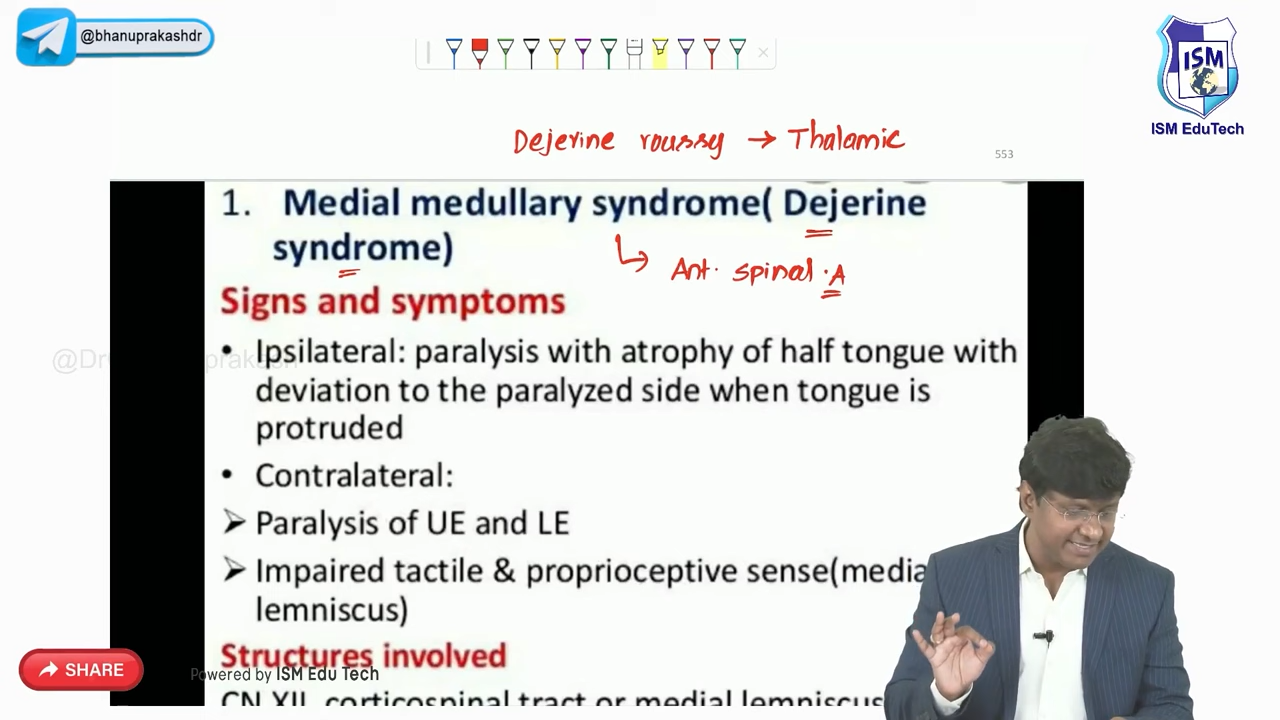 @bhanuprakashdr
ISM
ISM EduTech
Dejerine roussy → Thalamic
553
1. Medial medullary syndrome( Dejerine
syndrome)
Ant. spinal .A
Signs and symptoms
• Ipsilateral: paralysis with atrophy of half tongue with
deviation to the paralyzed side when tongue is
protruded
• Contralateral:
➤ Paralysis of UE and LE
➤ Impaired tactile & proprioceptive sense(media
lemniscus)
Structures involved
SHARE
Powered by ISM Edu Tech
CN XII, corticospinal tract or medial lemniscus